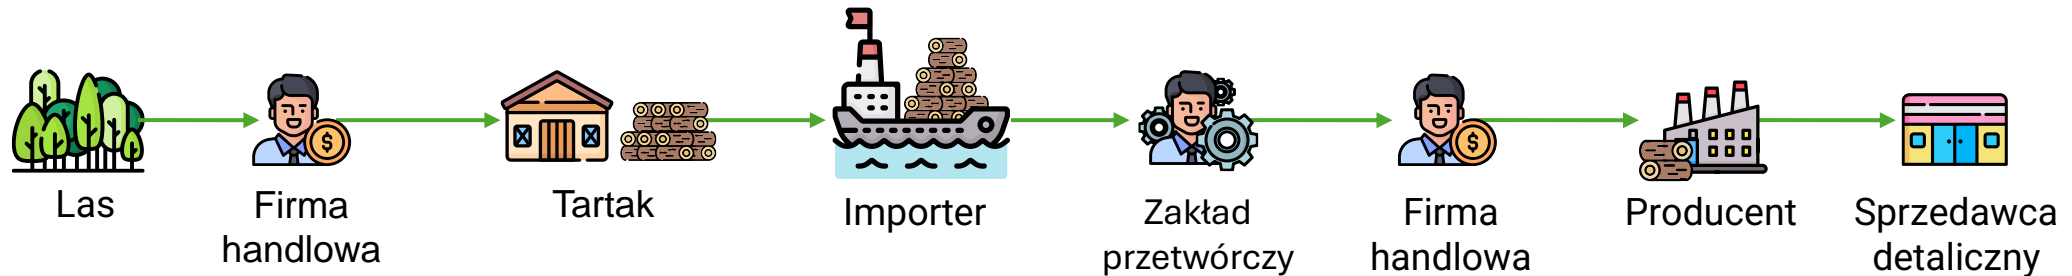 Las
Firma
handlowa
Tartak
Importer
Zakład
przetwórczy
Firma
handlowa
Producent
Sprzedawca
detaliczny
$
$